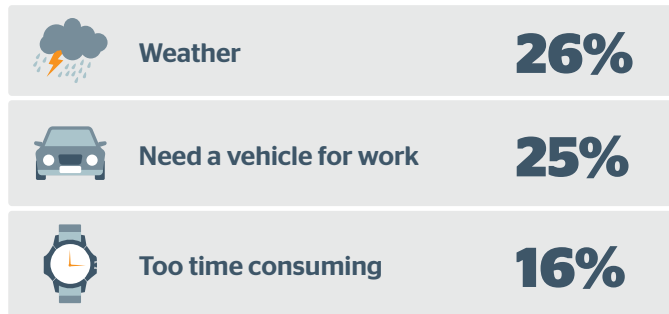 Weather 26%
Need a vehicle for work 25%
Too time consuming 16%